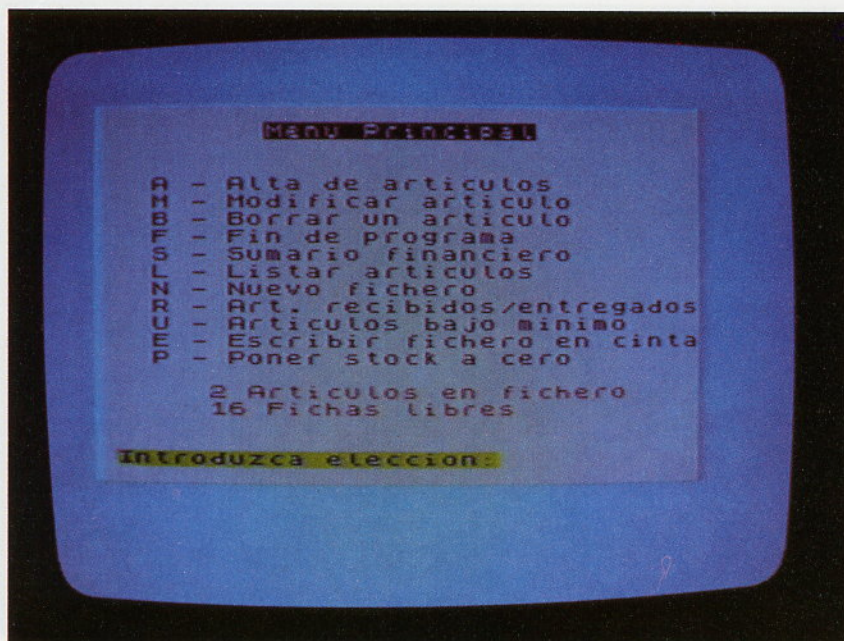 Menu Principal
A - Alta de articulos
M - Modificar articulo
B - Borrar un articulo
F - Fin de programa
S - Sumario financiero
L - Listar articulos
N - Nuevo fichero
R - Art. recibidos/entregados
U - Articulos bajo minimo
E - Escribir fichero en cinta
P - Poner stock a cero
2 Articulos en fichero
16 Fichas libres
Introduzca eleccion: